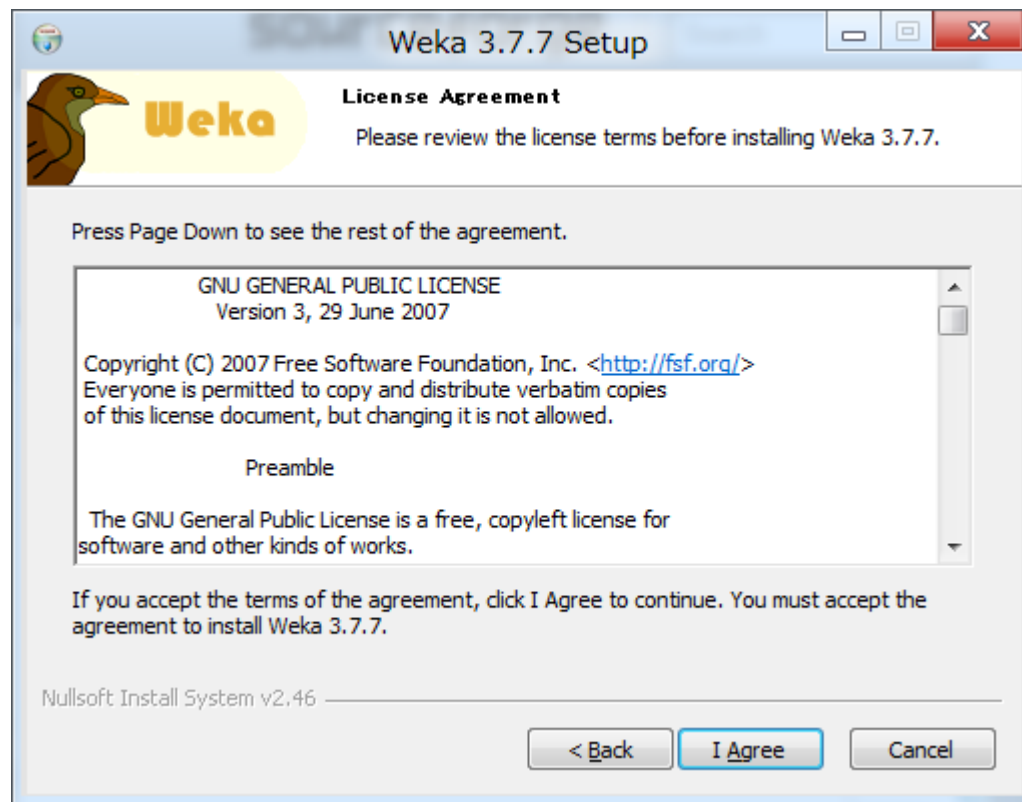 Weka 3.7.7 Setup
Weka
License Agreement
Please review the license terms before installing Weka 3.7.7.
Press Page Down to see the rest of the agreement.
GNU GENERAL PUBLIC LICENSE
Version 3, 29 June 2007
Copyright (C) 2007 Free Software Foundation, Inc. <http://fsf.org/>
Everyone is permitted to copy and distribute verbatim copies
of this license document, but changing it is not allowed.
Preamble
The GNU General Public License is a free, copyleft license for
software and other kinds of works.
If you accept the terms of the agreement, click I Agree to continue. You must accept the
agreement to install Weka 3.7.7.
Nullsoft Install System v2.46
< Back
I Agree
Cancel